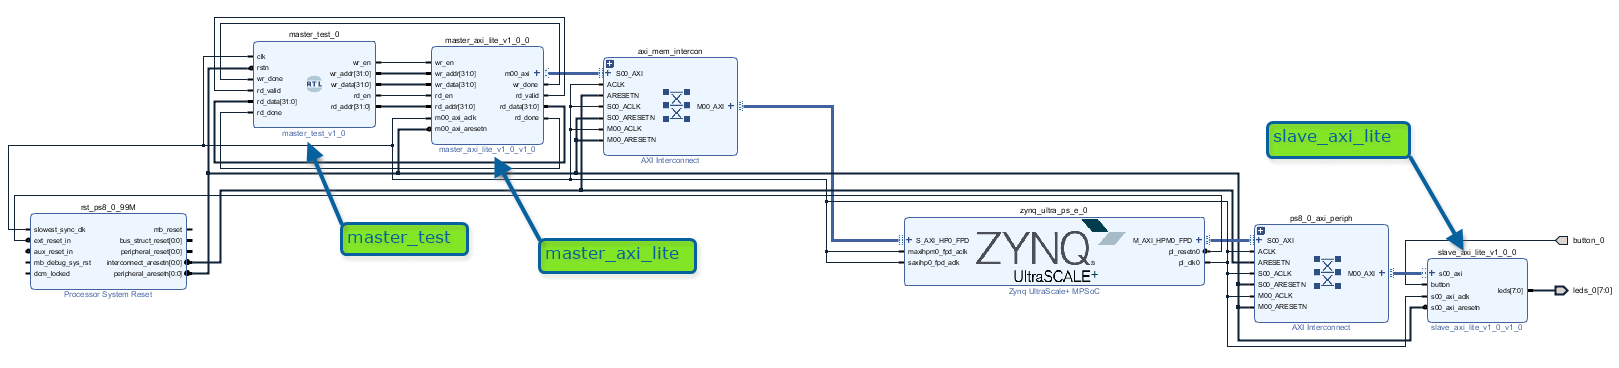 master_test_0
clk
rstn
wr_done
rd_valid
rd_data[31:0]
rd_done
wr_en
wr_addr[31:0]
wr_data[31:0]
rd_en
rd_addr[31:0]
RTL
master_test_v1_0
master_axi_lite_v1_0_0
wr_en
wr_addr[31:0]
wr_data[31:0]
rd_en
rd_addr[31:0]
m00_axi_aclk
m00_axi_aresetn
m00_axi
wr_done
rd_valid
rd_data[31:0]
rd_done
master_axi_lite_v1_0_v1_0
axi_mem_intercon
S00_AXI
ACLK
ARESETN
S00_ACLK
S00_ARESETN
M00_ACLK
M00_ARESETN
M00_AXI
AXI Interconnect
slave_axi_lite
master_test
master_axi_lite
rst_ps8_0_99M
slowest_sync_clk
ext_reset_in
aux_reset_in
mb_debug_sys_rst
dcm_locked
mb_reset
bus_struct_reset[0:0]
peripheral_reset[0:0]
interconnect_aresetn[0:0]
peripheral_aresetn[0:0]
Processor System Reset
zynq_ultra_ps_e_0
S_AXI_HP0_FPD
maxihpm0_fpd_aclk
saxihp0_fpd_aclk
ZYNQ
UltraSCALE+
M_AXI_HPM0_FPD
pl_resetn0
pl_clk0
Zynq UltraScale+ MPSoC
ps8_0_axi_periph
S00_AXI
ACLK
ARESETN
S00_ACLK
S00_ARESETN
M00_ACLK
M00_ARESETN
M00_AXI
AXI Interconnect
slave_axi_lite_v1_0_0
s00_axi
button
s00_axi_aclk
s00_axi_aresetn
leds[7:0]
slave_axi_lite_v1_0_v1_0
button_0
leds_0[7:0]